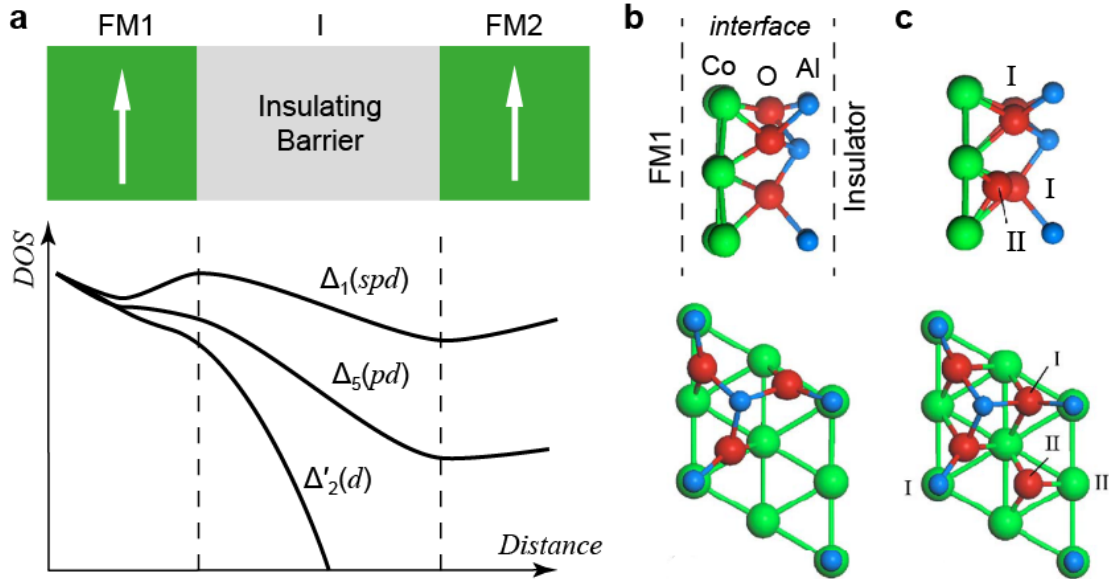 a
FM1 I FM2
Insulating
Barrier
DOS
Δ₁(spd)
Δ₅(pd)
Δ′₂(d)
Distance
b
interface
Co O Al
FM1
Insulator
c
I
I
II
I
II
I
II